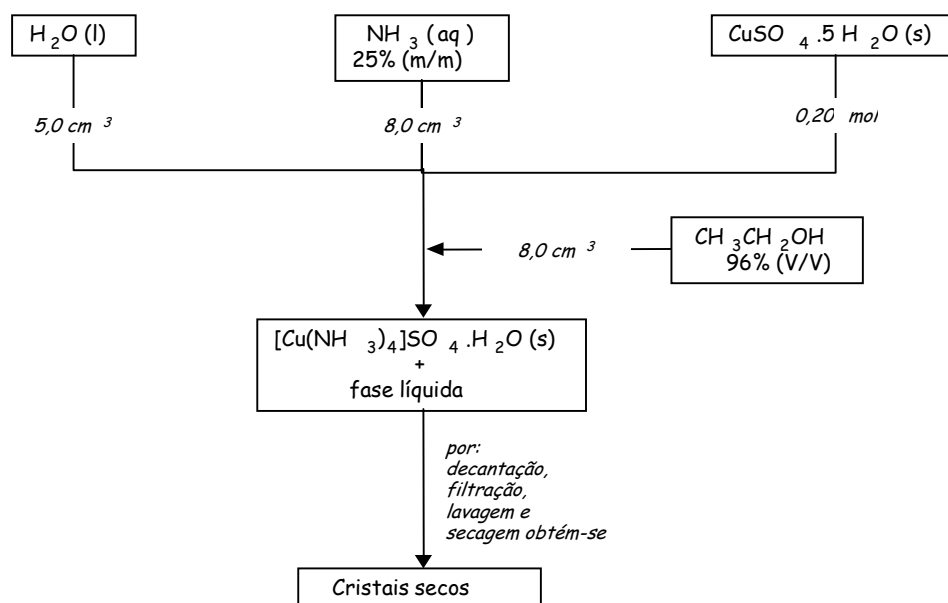 H2O (l)
NH3 (aq)
25% (m/m)
CuSO4.5 H2O (s)
5,0 cm3
8,0 cm3
0,20 mol
8,0 cm3
CH3CH2OH
96% (V/V)
[Cu(NH3)4]SO4.H2O (s)
+
fase líquida
por:
decantação,
filtração,
lavagem e
secagem obtém-se
Cristais secos